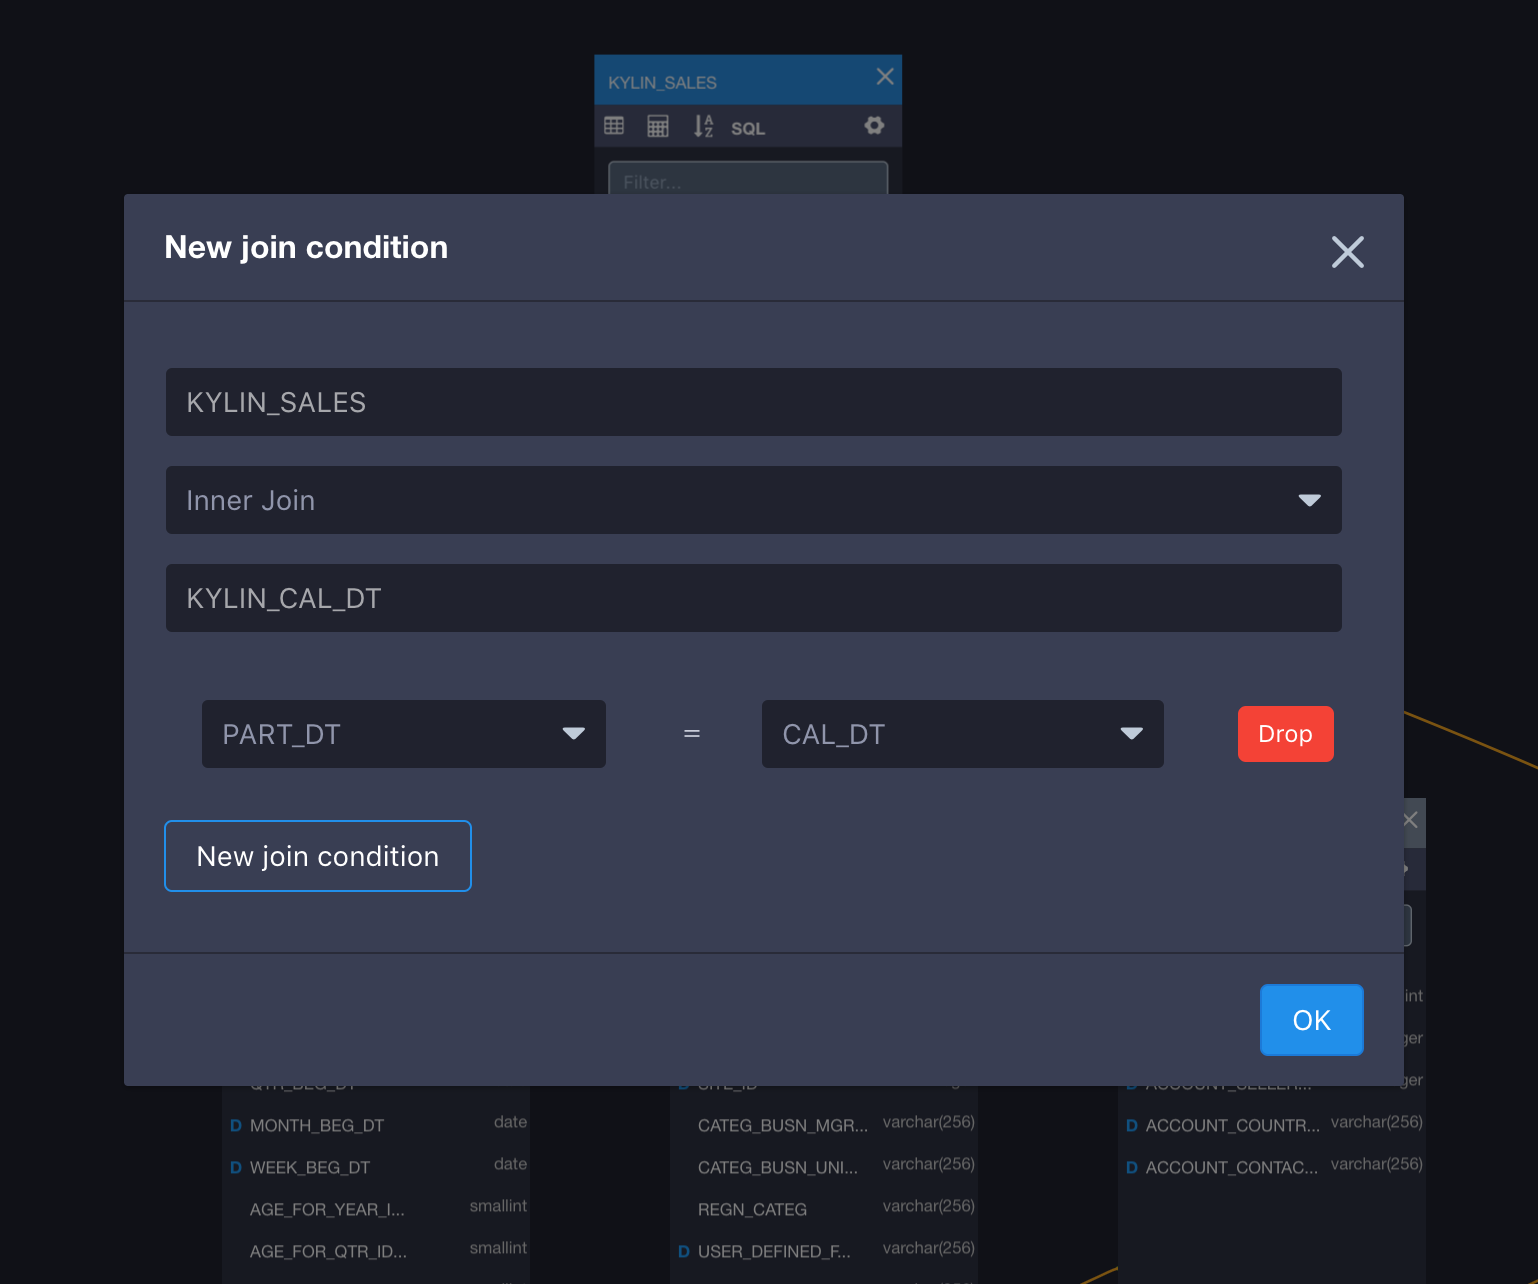 KYLIN_SALES
SQL
Filter...
New join condition
KYLIN_SALES
Inner Join
KYLIN_CAL_DT
PART_DT = CAL_DT Drop
New join condition
OK
int
ger
ger
D MONTH_BEG_DT date
D WEEK_BEG_DT date
AGE_FOR_YEAR_I... smallint
AGE_FOR_QTR_ID... smallint
CATEG_BUSN_MGR... varchar(256)
CATEG_BUSN_UNI... varchar(256)
REGN_CATEG varchar(256)
D USER_DEFINED_F... varchar(256)
D ACCOUNT_COUNTR... varchar(256)
D ACCOUNT_CONTAC... varchar(256)